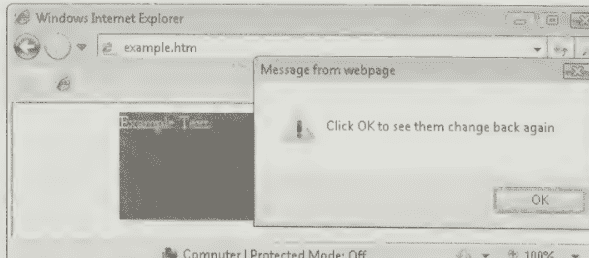 Windows Internet Explorer
example.htm
Message from webpage
Example Text
Click OK to see them change back again
OK
Computer | Protected Mode: Off
100%